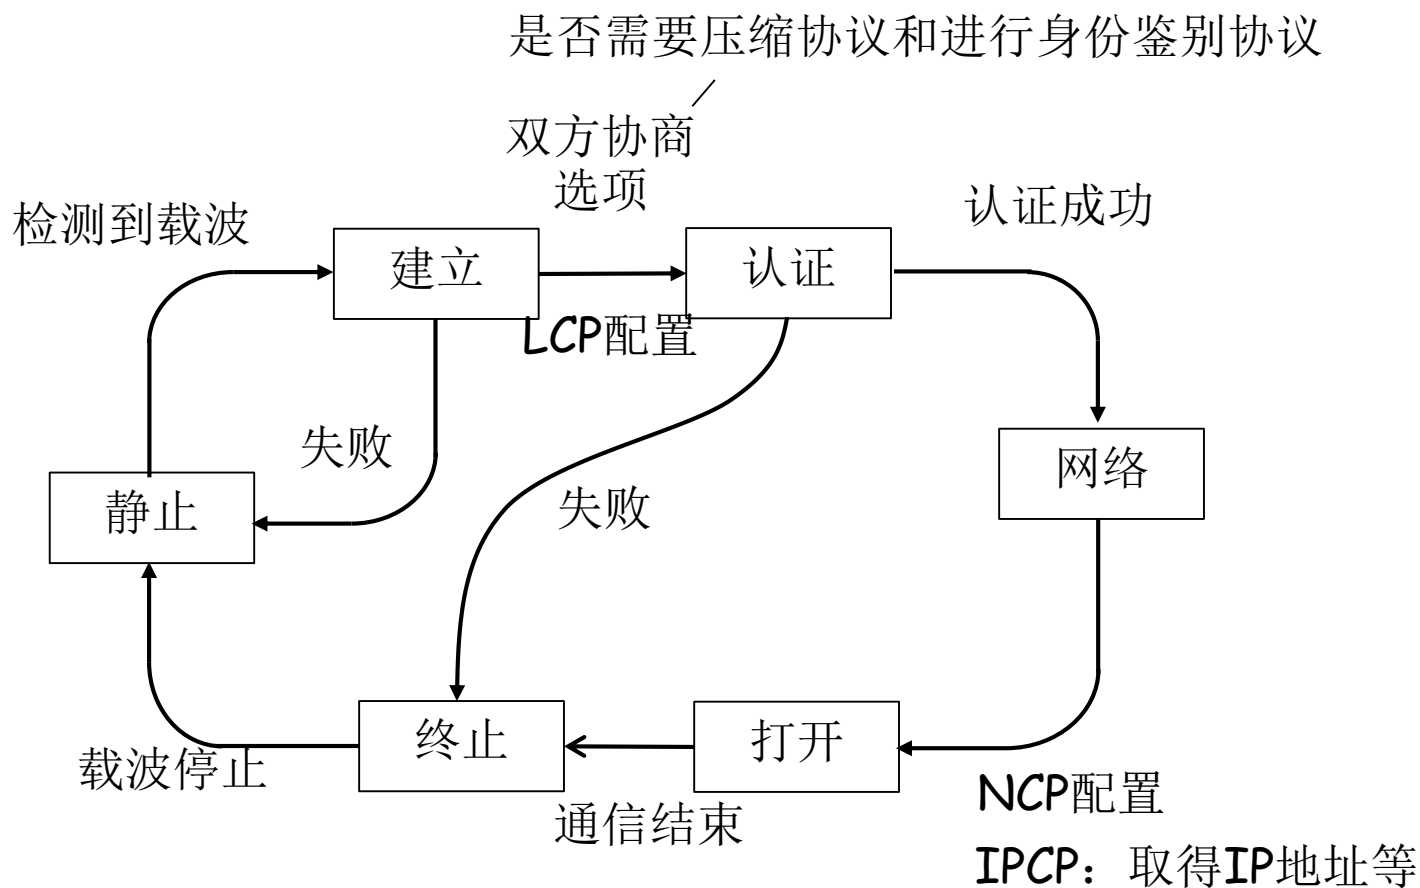 是否需要压缩协议和进行身份鉴别协议
双方协商
选项
检测到载波
认证成功
建立
认证
LCP配置
失败
网络
静止
失败
终止
打开
载波停止
通信结束
NCP配置
IPCP：取得IP地址等